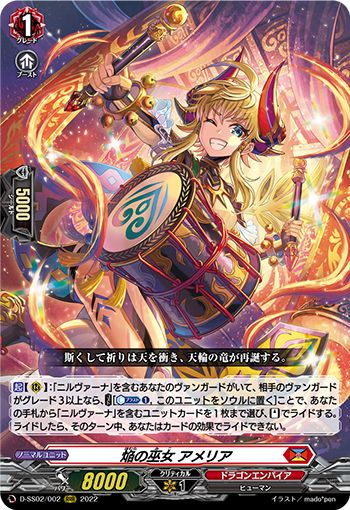 1
グレード
ブースト
5000
シールド
斯くして祈りは天を衝き、天輪の竜が再誕する。
起【R】:「ニルヴァーナ」を含むあなたのヴァンガードがいて、相手のヴァンガード
がグレード3以上なら、【コスト】[CB1,このユニットをソウルに置く]ことで、あなた
の手札から「ニルヴァーナ」を含むユニットカードを1枚まで選び、Vにライドする。
ライドしたら、そのターン中、あなたはカードの効果でライドできない。
ノーマルユニット
焔の巫女 アメリア
ドラゴンエンパイア
ヒューマン
パワー
8000
クリティカル
1
D-SS02/002 RRR 2022
イラスト / mado*pen